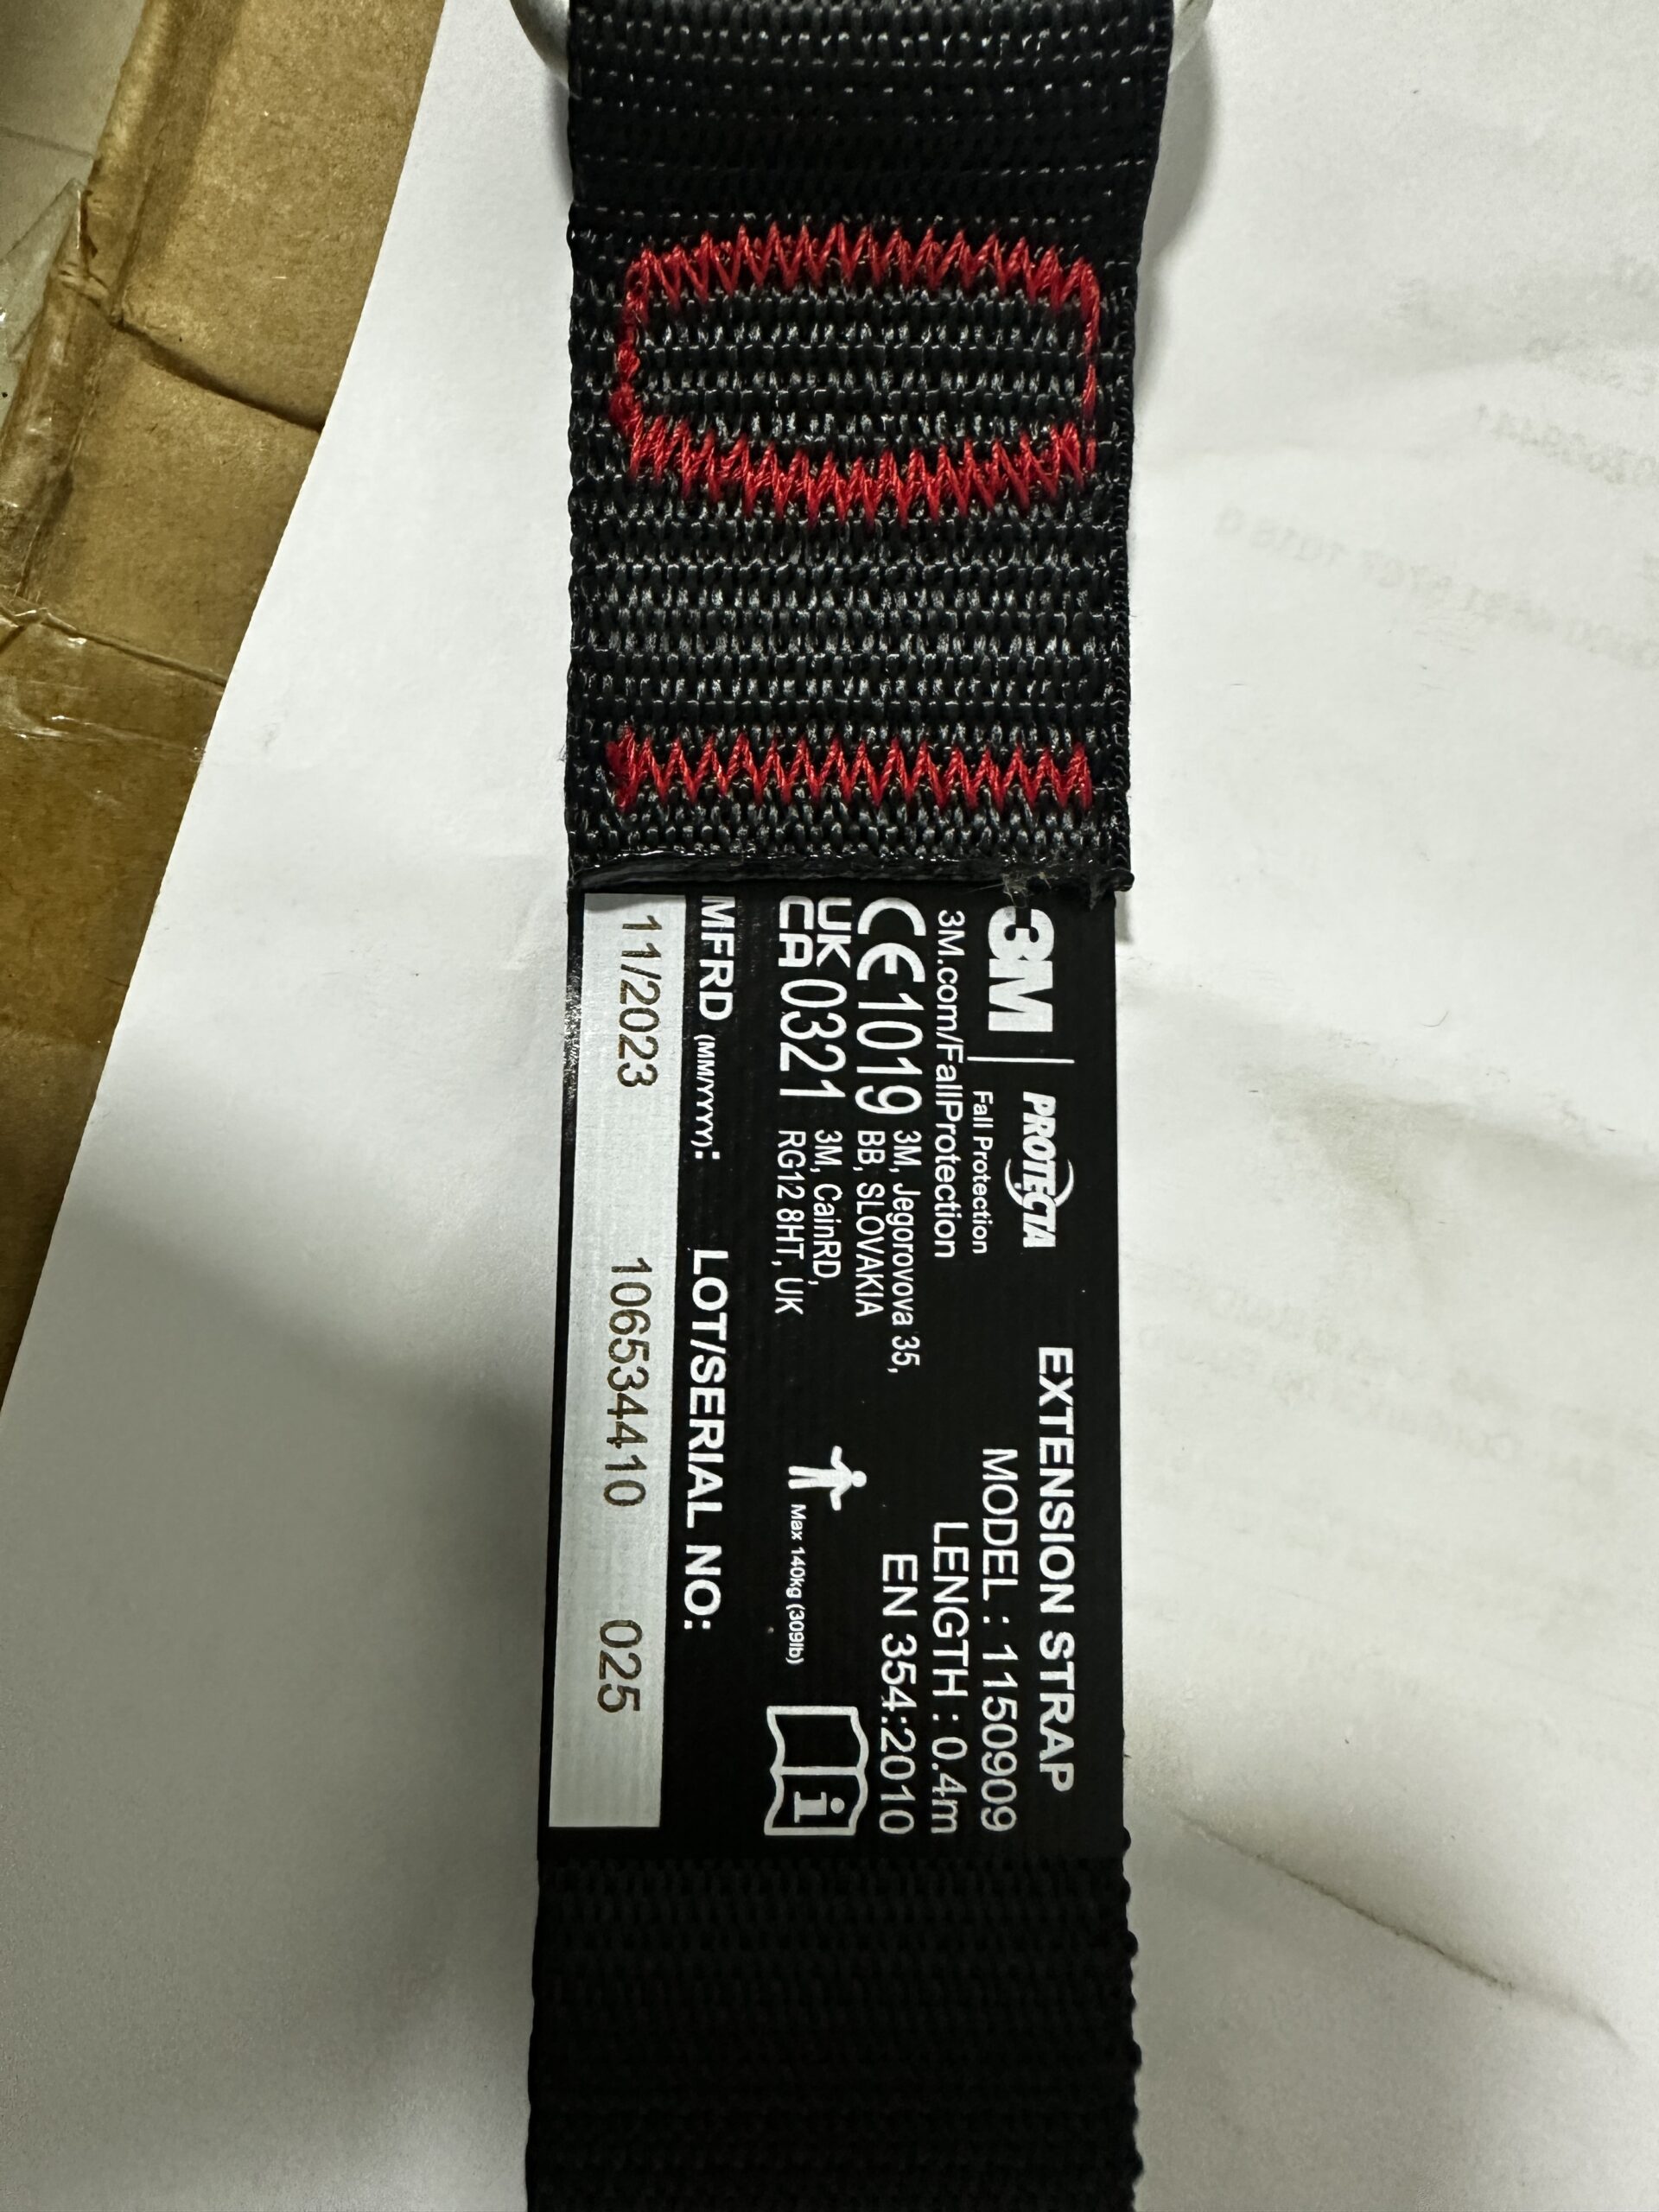 3M PROTECTA
Fall Protection
3M.com/FallProtection
CE 1019 3M, Jegorovova 35,
BB, SLOVAKIA
UK
CA 0321 3M, CainRD,
RG12 8HT, UK
EXTENSION STRAP
MODEL : 1150909
LENGTH : 0.4m
EN 354:2010
Max 140kg (309lb)
i
MFRD (MM/YYYY): LOT/SERIAL NO:
11/2023 10653441​0 025